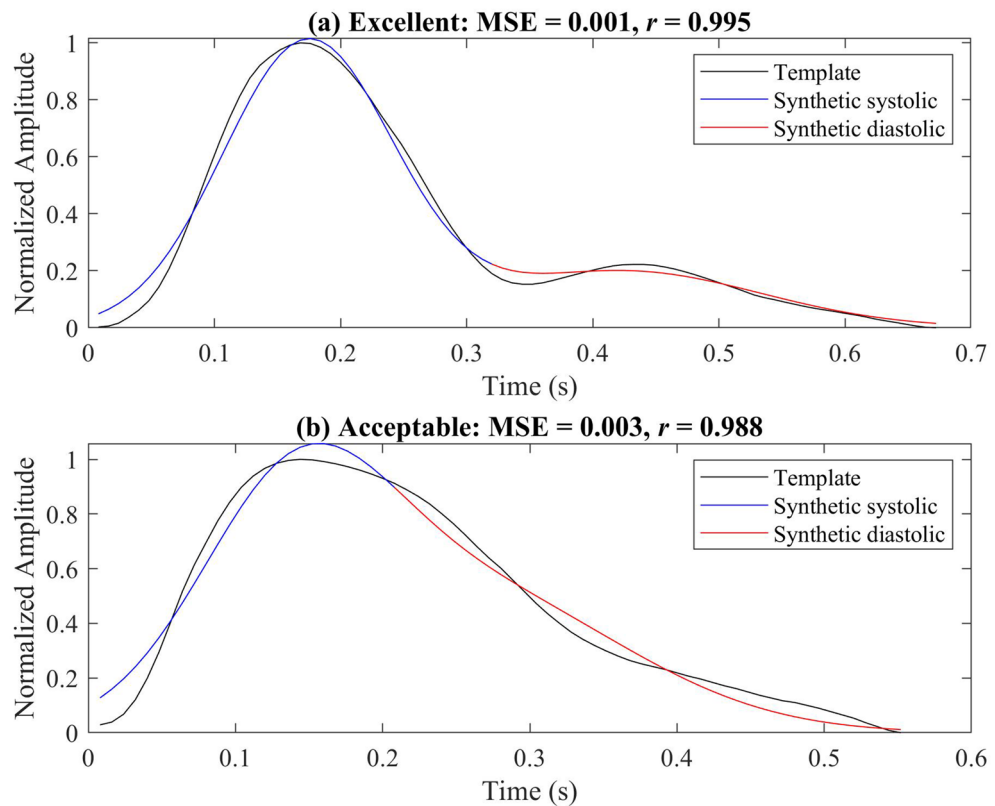 (a) Excellent: MSE = 0.001, r = 0.995
Normalized Amplitude
1
0.8
0.6
0.4
0.2
0
Template
Synthetic systolic
Synthetic diastolic
0 0.1 0.2 0.3 0.4 0.5 0.6 0.7
Time (s)
(b) Acceptable: MSE = 0.003, r = 0.988
Normalized Amplitude
1
0.8
0.6
0.4
0.2
0
Template
Synthetic systolic
Synthetic diastolic
0 0.1 0.2 0.3 0.4 0.5 0.6
Time (s)